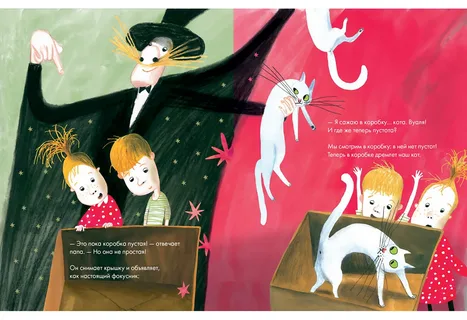 — Это пока коробка пустая! — отвечает
папа. — Но она не простая!
Он снимает крышку и объявляет,
как настоящий фокусник:
— Я сажаю в коробку... кота. Вуаля!
И где же теперь пустота?
Мы смотрим в коробку: в ней нет пустот!
Теперь в коробке дремлет наш кот.